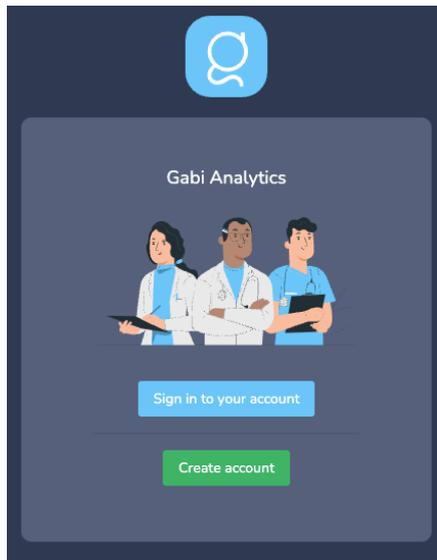 g
Gabi Analytics
Sign in to your account
Create account